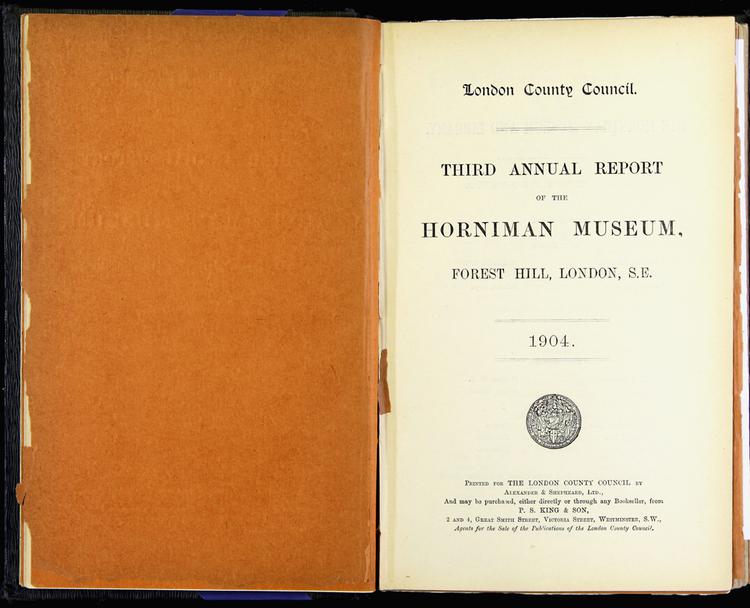 London County Council.
THIRD ANNUAL REPORT
OF THE
HORNIMAN MUSEUM,
FOREST HILL, LONDON, S.E.
1904.
PRINTED FOR THE LONDON COUNTY COUNCIL BY
ALEXANDER & SHEPHEARD, LTD.,
And may be purchased, either directly or through any Bookseller, from
P. S. KING & SON,
2 AND 4, GREAT SMITH STREET, VICTORIA STREET, WESTMINSTER, S.W.,
Agents for the Sale of the Publications of the London County Council.